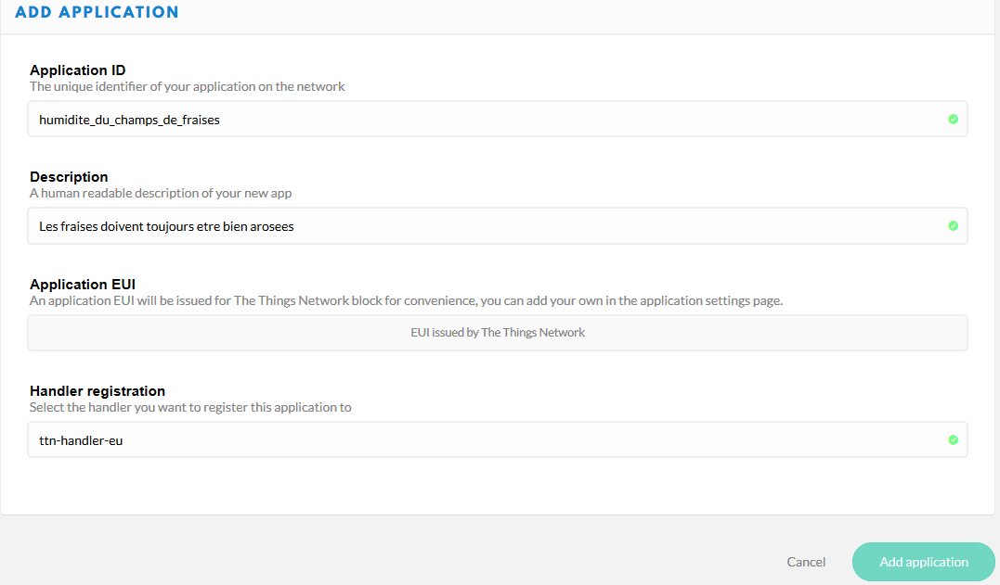 ADD APPLICATION
Application ID
The unique identifier of your application on the network
humidite_du_champs_de_fraises
Description
A human readable description of your new app
Les fraises doivent toujours etre bien arosees
Application EUI
An application EUI will be issued for The Things Network block for convenience, you can add your own in the application settings page.
EUI issued by The Things Network
Handler registration
Select the handler you want to register this application to
ttn-handler-eu
Cancel
Add application